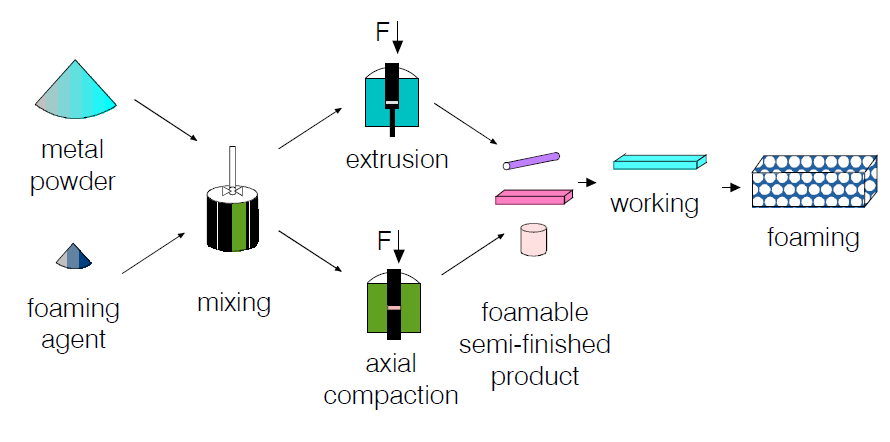 metal
powder
foaming
agent
mixing
F
extrusion
F
axial
compaction
foamable
semi-finished
product
working
foaming